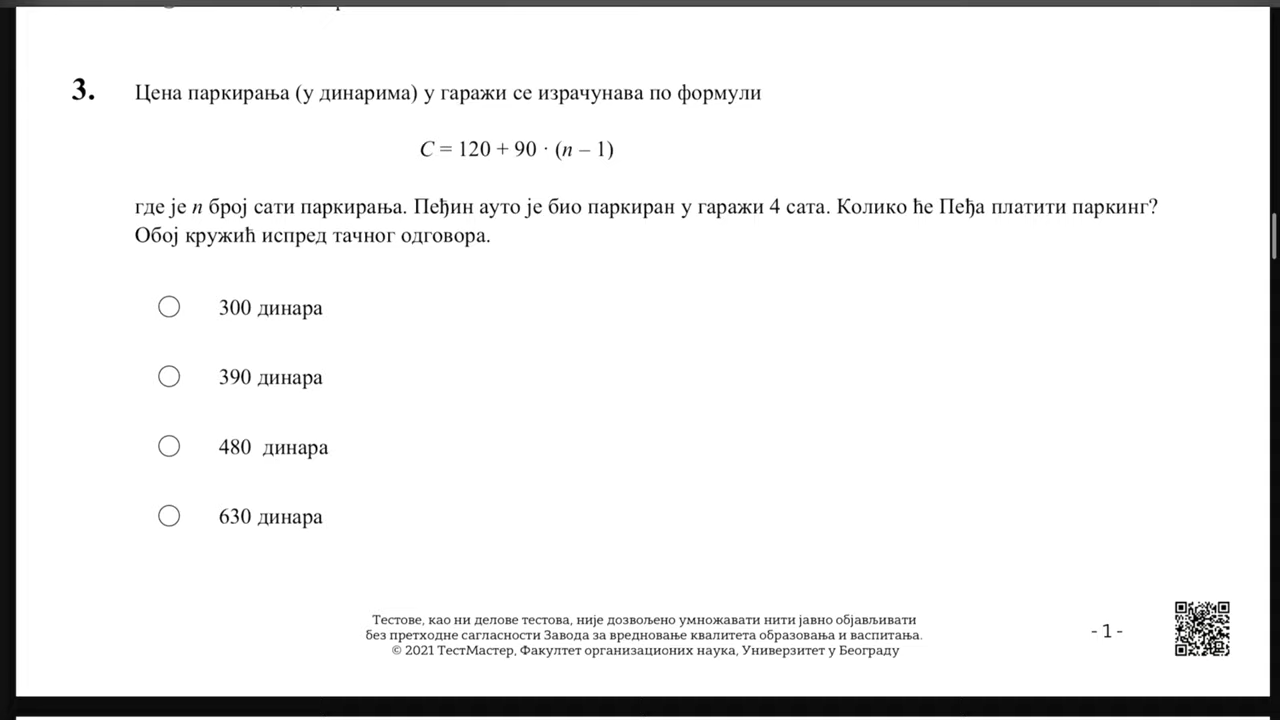 3. Цена паркирања (у динарима) у гаражи се израчунава по формули
C = 120 + 90 · (n – 1)
где је n број сати паркирања. Пеђин ауто је био паркиран у гаражи 4 сата. Колико ће Пеђа платити паркинг?
Обој кружић испред тачног одговора.
300 динара
390 динара
480 динара
630 динара
Тестове, као ни делове тестова, није дозвољено умножавати нити јавно објављивати
без претходне сагласности Завода за вредновање квалитета образовања и васпитања.
© 2021 ТестМастер, Факултет организационих наука, Универзитет у Београду
- 1 -